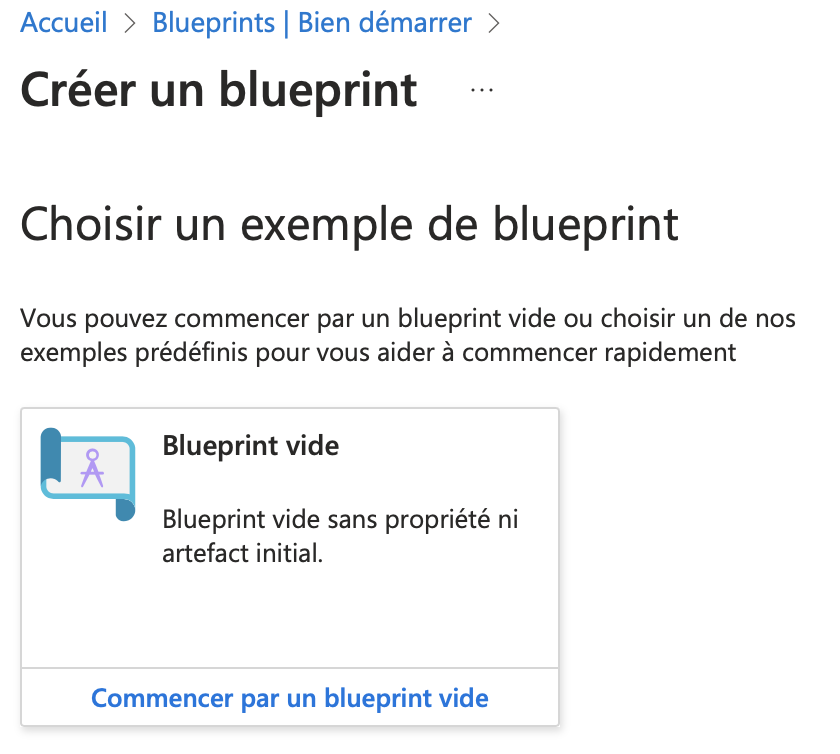 Accueil > Blueprints | Bien démarrer >
Créer un blueprint ...
Choisir un exemple de blueprint
Vous pouvez commencer par un blueprint vide ou choisir un de nos
exemples prédéfinis pour vous aider à commencer rapidement
Blueprint vide
Blueprint vide sans propriété ni
artefact initial.
Commencer par un blueprint vide